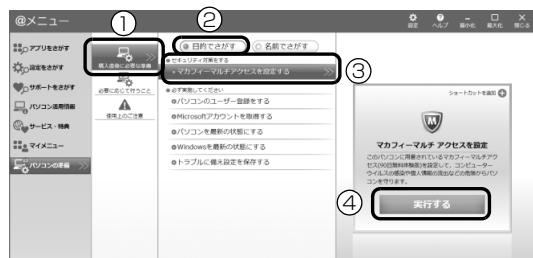 @メニュー
設定
ヘルプ
最小化
最大化
閉じる
①
②
③
④
アプリをさがす
設定をさがす
サポートをさがす
パソコン活用情報
サービス・特典
マイメニュー
パソコンの準備
購入直後に必要な準備
必要に応じて行うこと
使用上のご注意
目的でさがす
名前でさがす
セキュリティ対策をする
マカフィーマルチアクセスを設定する
必ず実施してください
パソコンのユーザー登録をする
Microsoftアカウントを取得する
パソコンを最新の状態にする
Windowsを最新の状態にする
トラブルに備え設定を保存する
ショートカットを追加
マカフィーマルチ アクセスを設定
このパソコンに用意されているマカフィーマルチアク
セス(90日無料体験版)を設定して、コンピューター
ウイルスの感染や個人情報の流出などの危険からパソ
コンを守ります。
実行する